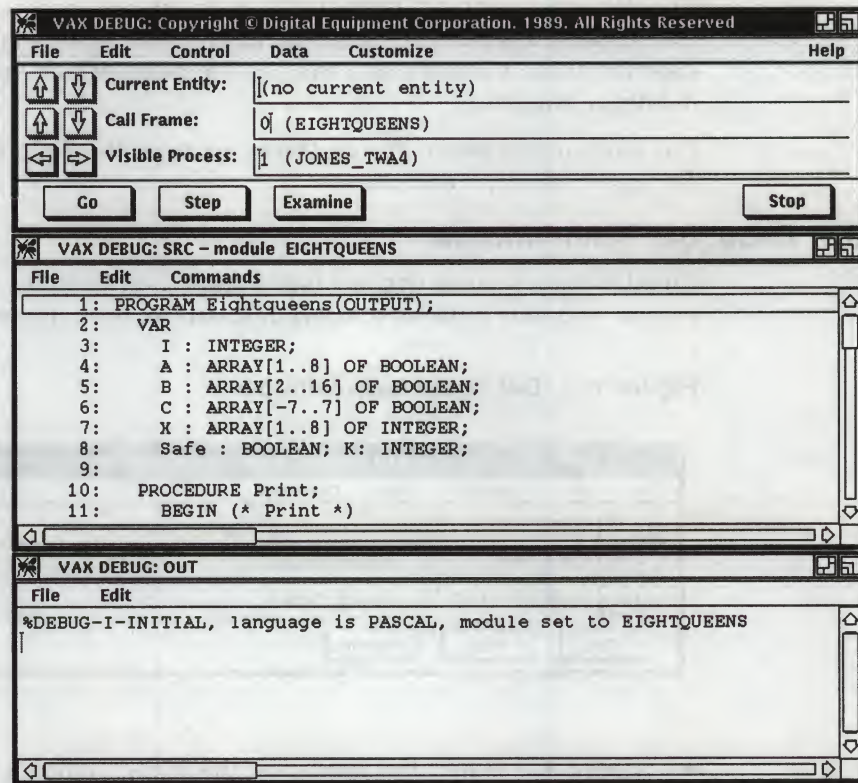 VAX DEBUG: Copyright © Digital Equipment Corporation. 1989. All Rights Reserved
File Edit Control Data Customize Help
Current Entity: (no current entity)
Call Frame: 0 (EIGHTQUEENS)
Visible Process: 1 (JONES_TWA4)
Go Step Examine Stop
VAX DEBUG: SRC – module EIGHTQUEENS
File Edit Commands
1: PROGRAM Eightqueens(OUTPUT);
2: VAR
3: I : INTEGER;
4: A : ARRAY[1..8] OF BOOLEAN;
5: B : ARRAY[2..16] OF BOOLEAN;
6: C : ARRAY[-7..7] OF BOOLEAN;
7: X : ARRAY[1..8] OF INTEGER;
8: Safe : BOOLEAN; K: INTEGER;
9:
10: PROCEDURE Print;
11: BEGIN (* Print *)
VAX DEBUG: OUT
File Edit
%DEBUG-I-INITIAL, language is PASCAL, module set to EIGHTQUEENS